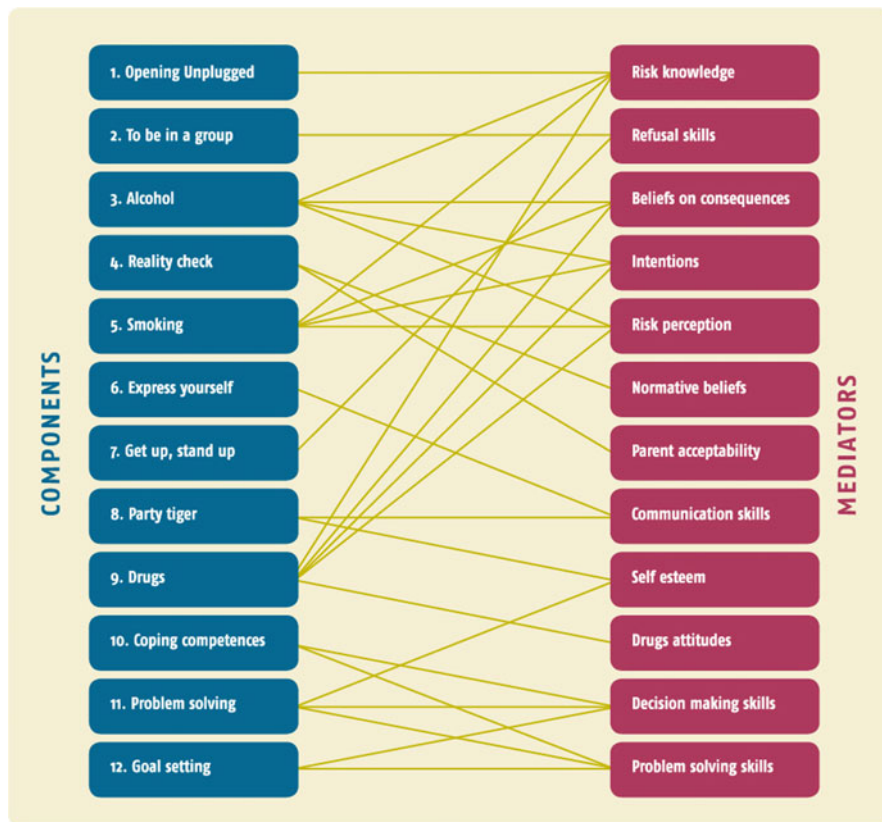 COMPONENTS
1. Opening Unplugged
2. To be in a group
3. Alcohol
4. Reality check
5. Smoking
6. Express yourself
7. Get up, stand up
8. Party tiger
9. Drugs
10. Coping competences
11. Problem solving
12. Goal setting
Risk knowledge
Refusal skills
Beliefs on consequences
Intentions
Risk perception
Normative beliefs
Parent acceptability
Communication skills
Self esteem
Drugs attitudes
Decision making skills
Problem solving skills
MEDIATORS